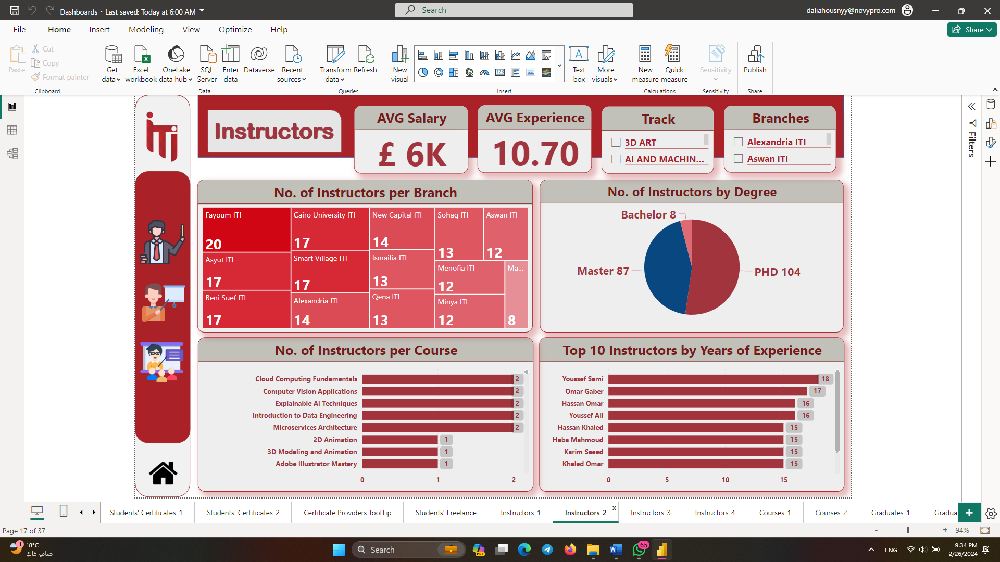 Dashboards • Last saved: Today at 6:00 AM
Search
daliahousnyy@novypro.com
File
Home
Insert
Modeling
View
Optimize
Help
Share
Paste
Cut
Copy
Format painter
Clipboard
Get data
Excel workbook
OneLake data hub
SQL Server
Enter data
Dataverse
Recent sources
Data
Transform data
Refresh
Queries
New visual
Insert
Text box
More visuals
New measure
Quick measure
Calculations
Sensitivity
Sensitivity
Publish
Share
Filters
iTi
Instructors
AVG Salary
£ 6K
AVG Experience
10.70
Track
3D ART
AI AND MACHIN...
Branches
Alexandria ITI
Aswan ITI
No. of Instructors per Branch
Fayoum ITI
20
Asyut ITI
17
Beni Suef ITI
17
Cairo University ITI
17
Smart Village ITI
17
Alexandria ITI
14
New Capital ITI
14
Ismailia ITI
13
Qena ITI
13
Sohag ITI
13
Aswan ITI
12
Menofia ITI
12
Minya ITI
12
Ma...
8
No. of Instructors by Degree
Bachelor 8
Master 87
PHD 104
No. of Instructors per Course
Cloud Computing Fundamentals 2
Computer Vision Applications 2
Explainable AI Techniques 2
Introduction to Data Engineering 2
Microservices Architecture 2
2D Animation 1
3D Modeling and Animation 1
Adobe Illustrator Mastery 1
0 1 2
Top 10 Instructors by Years of Experience
Youssef Sami 18
Omar Gaber 17
Hassan Omar 16
Youssef Ali 16
Hassan Khaled 15
Heba Mahmoud 15
Karim Saeed 15
Khaled Omar 15
0 5 10 15
Students' Certificates_1
Students' Certificates_2
Certificate Providers ToolTip
Students' Freelance
Instructors_1
Instructors_2
x
Instructors_3
Instructors_4
Courses_1
Courses_2
Graduates_1
Gradua
Page 17 of 37
- + 94%
1
18°C
صافٍ غالبًا
Search
PRE
65
ENG
9:34 PM
2/26/2024